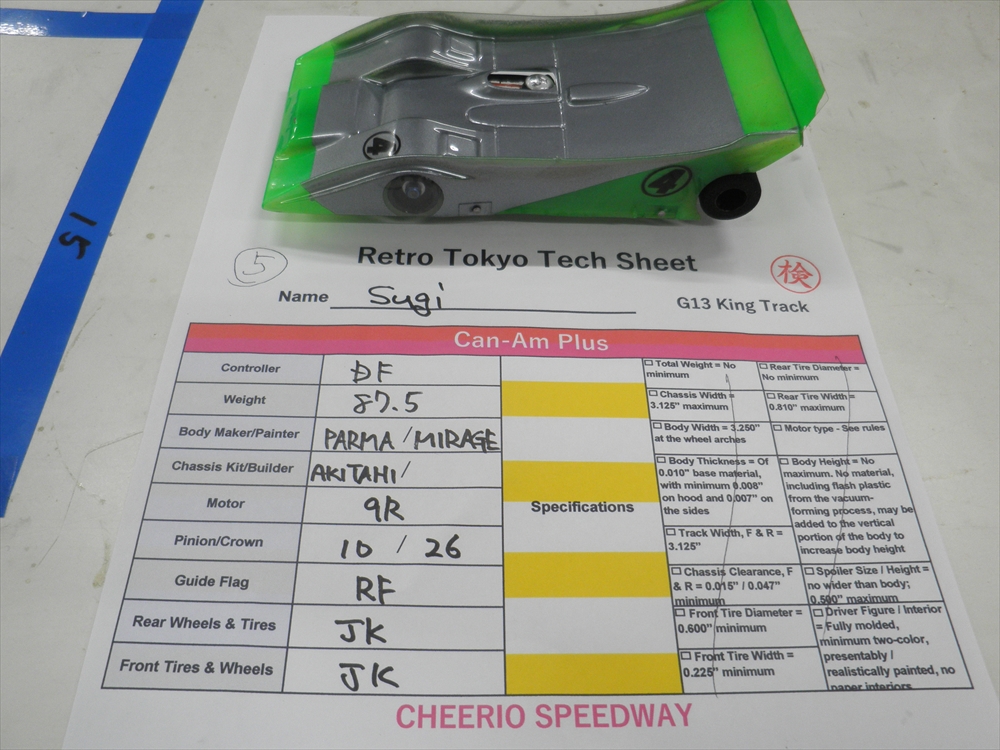 15
4
4
5
Retro Tokyo Tech Sheet
検
Name Sugi
G13 King Track
Can-Am Plus
Controller DF
Weight 87.5
Body Maker/Painter PARMA/MIRAGE
Chassis Kit/Builder AKITAMI/
Motor 9R
Pinion/Crown 10 / 26
Guide Flag RF
Rear Wheels & Tires JK
Front Tires & Wheels JK
Specifications
☐ Total Weight = No
minimum
☐ Chassis Width =
3.125" maximum
☐ Body Width = 3.250"
at the wheel arches
☐ Body Thickness = Of
0.010" base material,
with minimum 0.008"
on hood and 0.007" on
the sides
☐ Track Width, F & R =
3.125"
☐ Chassis Clearance, F
& R = 0.015" / 0.047"
minimum
☐ Front Tire Diameter =
0.600" minimum
☐ Front Tire Width =
0.225" minimum
☐ Rear Tire Diameter =
No minimum
☐ Rear Tire Width =
0.810" maximum
☐ Motor type - See rules
☐ Body Height = No
maximum. No material,
including flash plastic
from the vacuum-
forming process, may be
added to the vertical
portion of the body to
increase body height
☐ Spoiler Size / Height =
no wider than body;
0.590" maximum
☐ Driver Figure / Interior
= Fully molded,
minimum two-color,
presentably /
realistically painted, no
paper interiors
CHEERIO SPEEDWAY